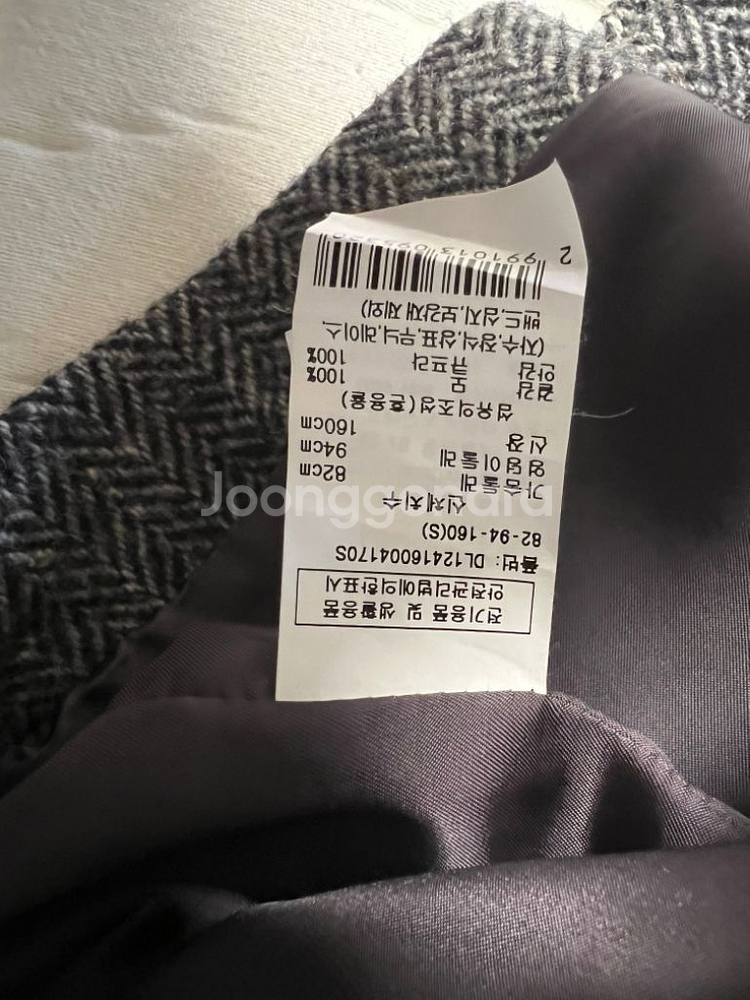 전기용품 및 생활용품
안전관리법에의한표시
품번: DL12416004170S
82-94-160(S)
신체치수
가슴둘레 82cm
엉덩이둘레 94cm
신장 160cm
섬유의조성(혼용율)
겉감 모 100%
안감 큐프라 100%
(자수,장식,상표,무늬,레이스,
밴드,심지,보강재 제외)
Joonggonara